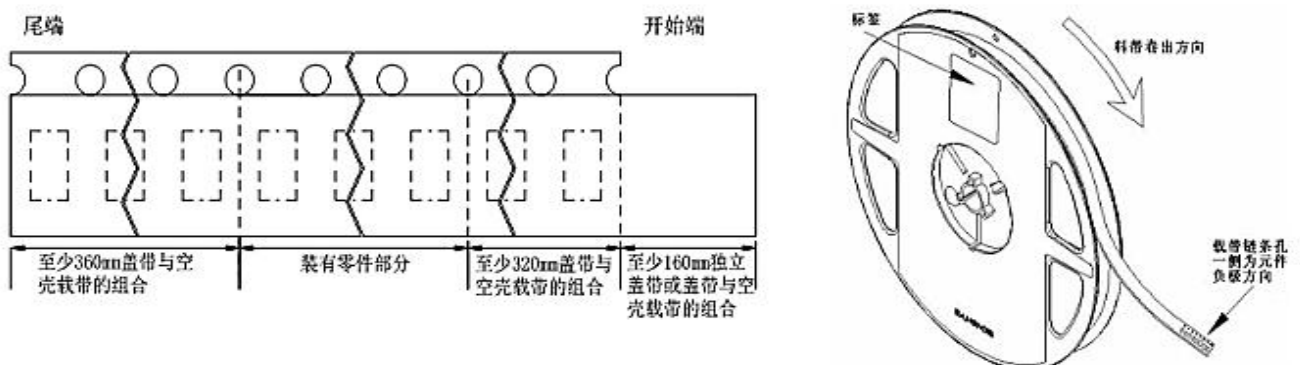 尾端
开始端
至少360mm盖带与空
壳载带的组合
装有零件部分
至少320mm盖带与
空壳载带的组合
至少160mm独立
盖带或盖带与空
壳载带的组合
标签
料带卷出方向
载带链条孔
一侧为元件
负极方向